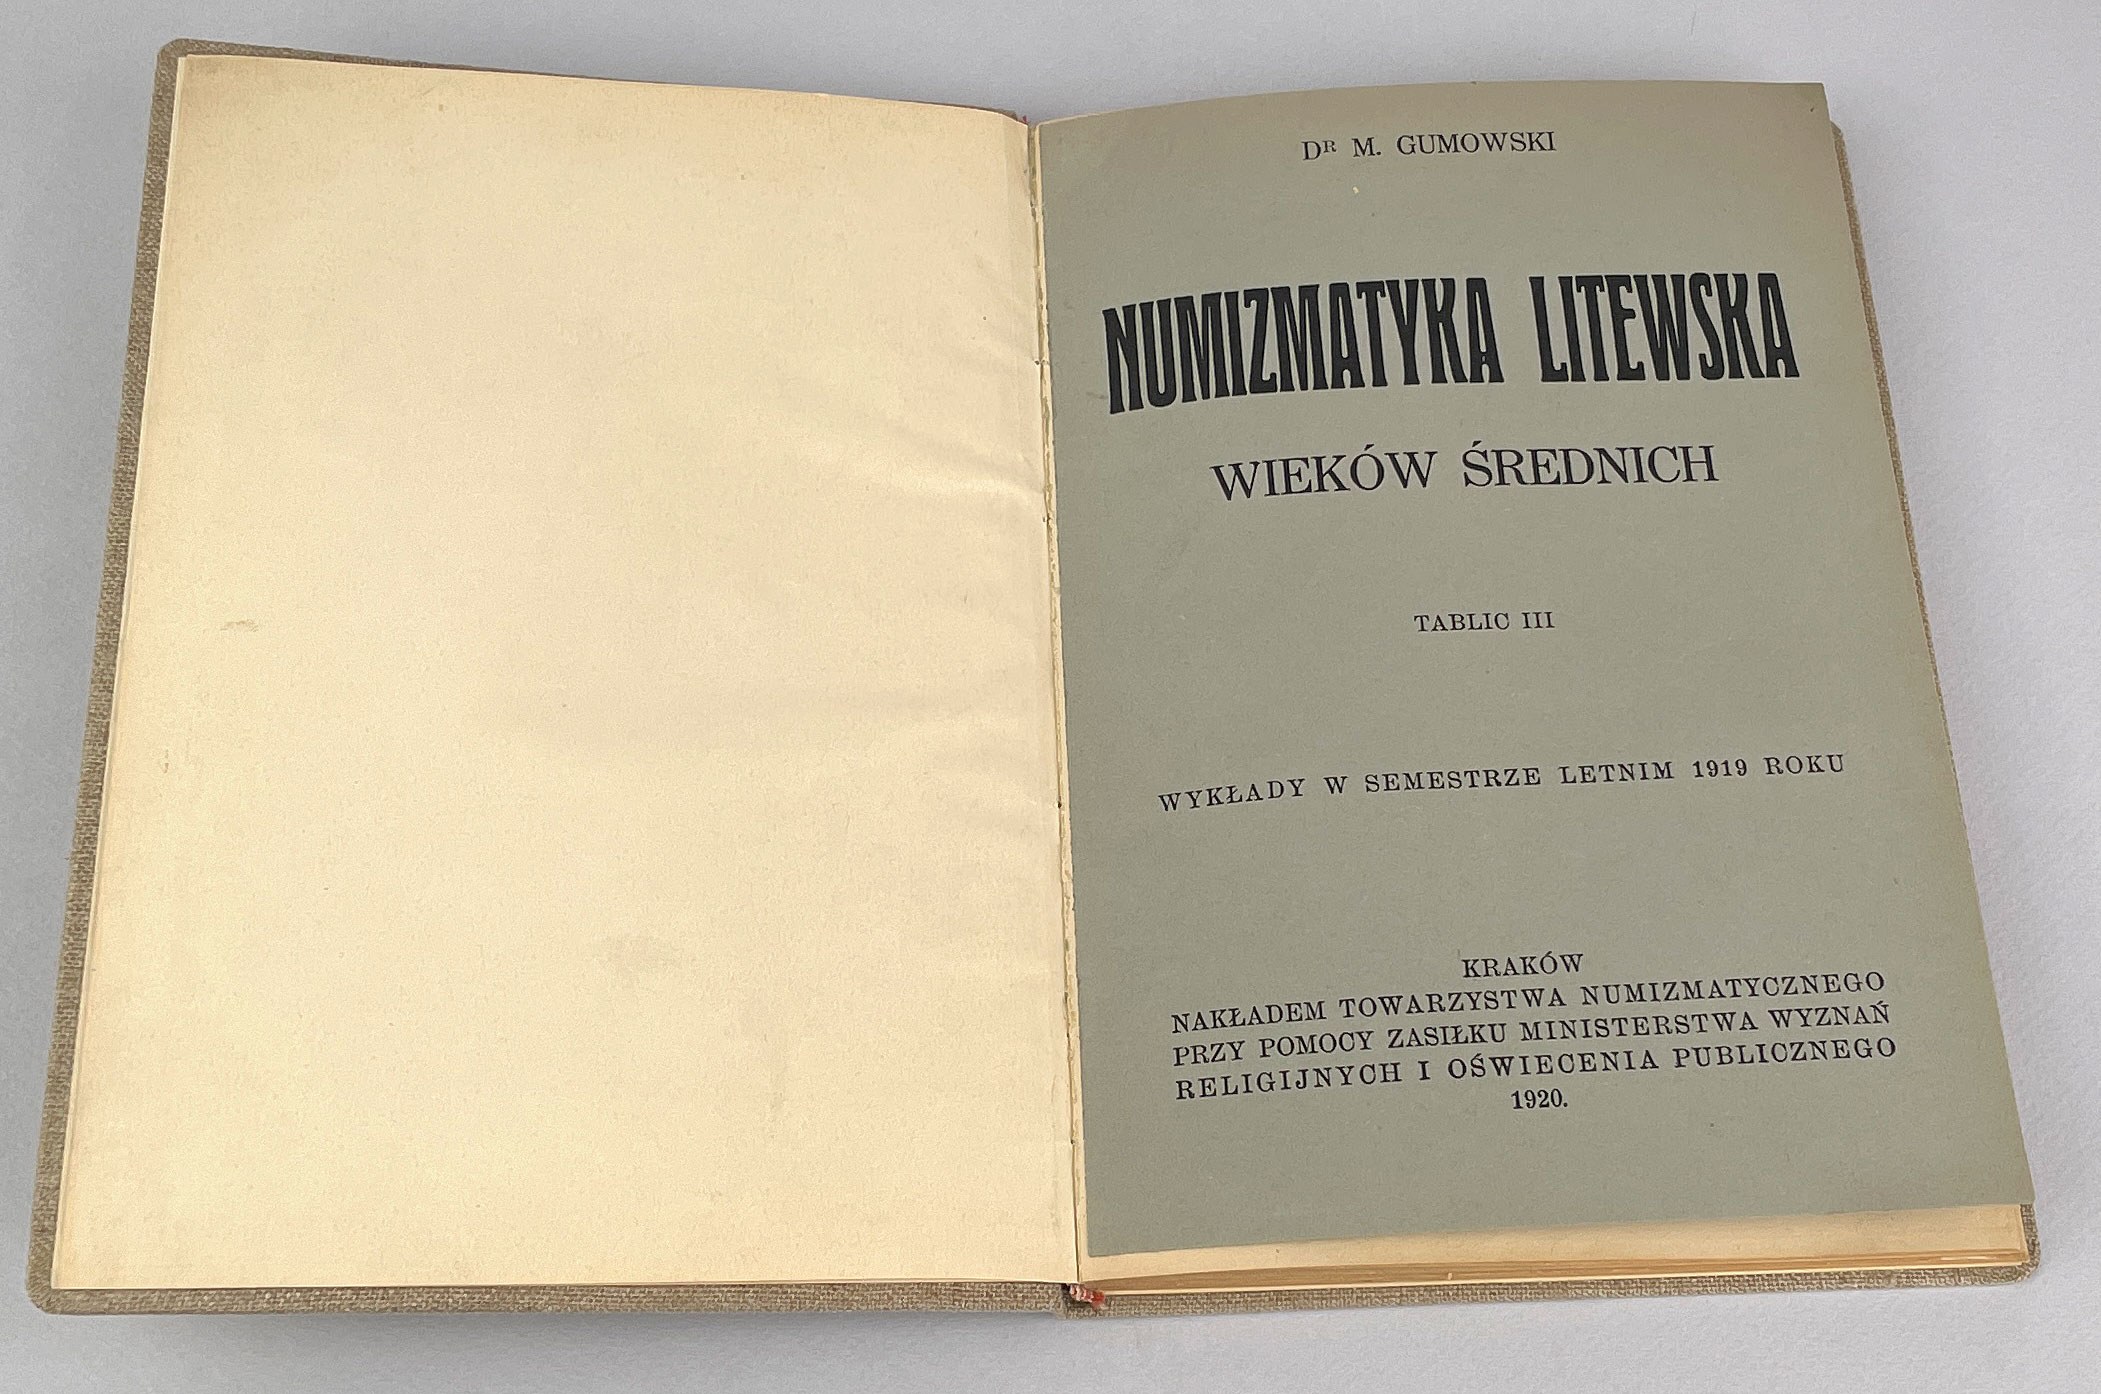 Dᴿ M. GUMOWSKI
NUMIZMATYKA LITEWSKA
WIEKÓW ŚREDNICH
TABLIC III
WYKŁADY W SEMESTRZE LETNIM 1919 ROKU
KRAKÓW
NAKŁADEM TOWARZYSTWA NUMIZMATYCZNEGO
PRZY POMOCY ZASIŁKU MINISTERSTWA WYZNAŃ
RELIGIJNYCH I OŚWIECENIA PUBLICZNEGO
1920.